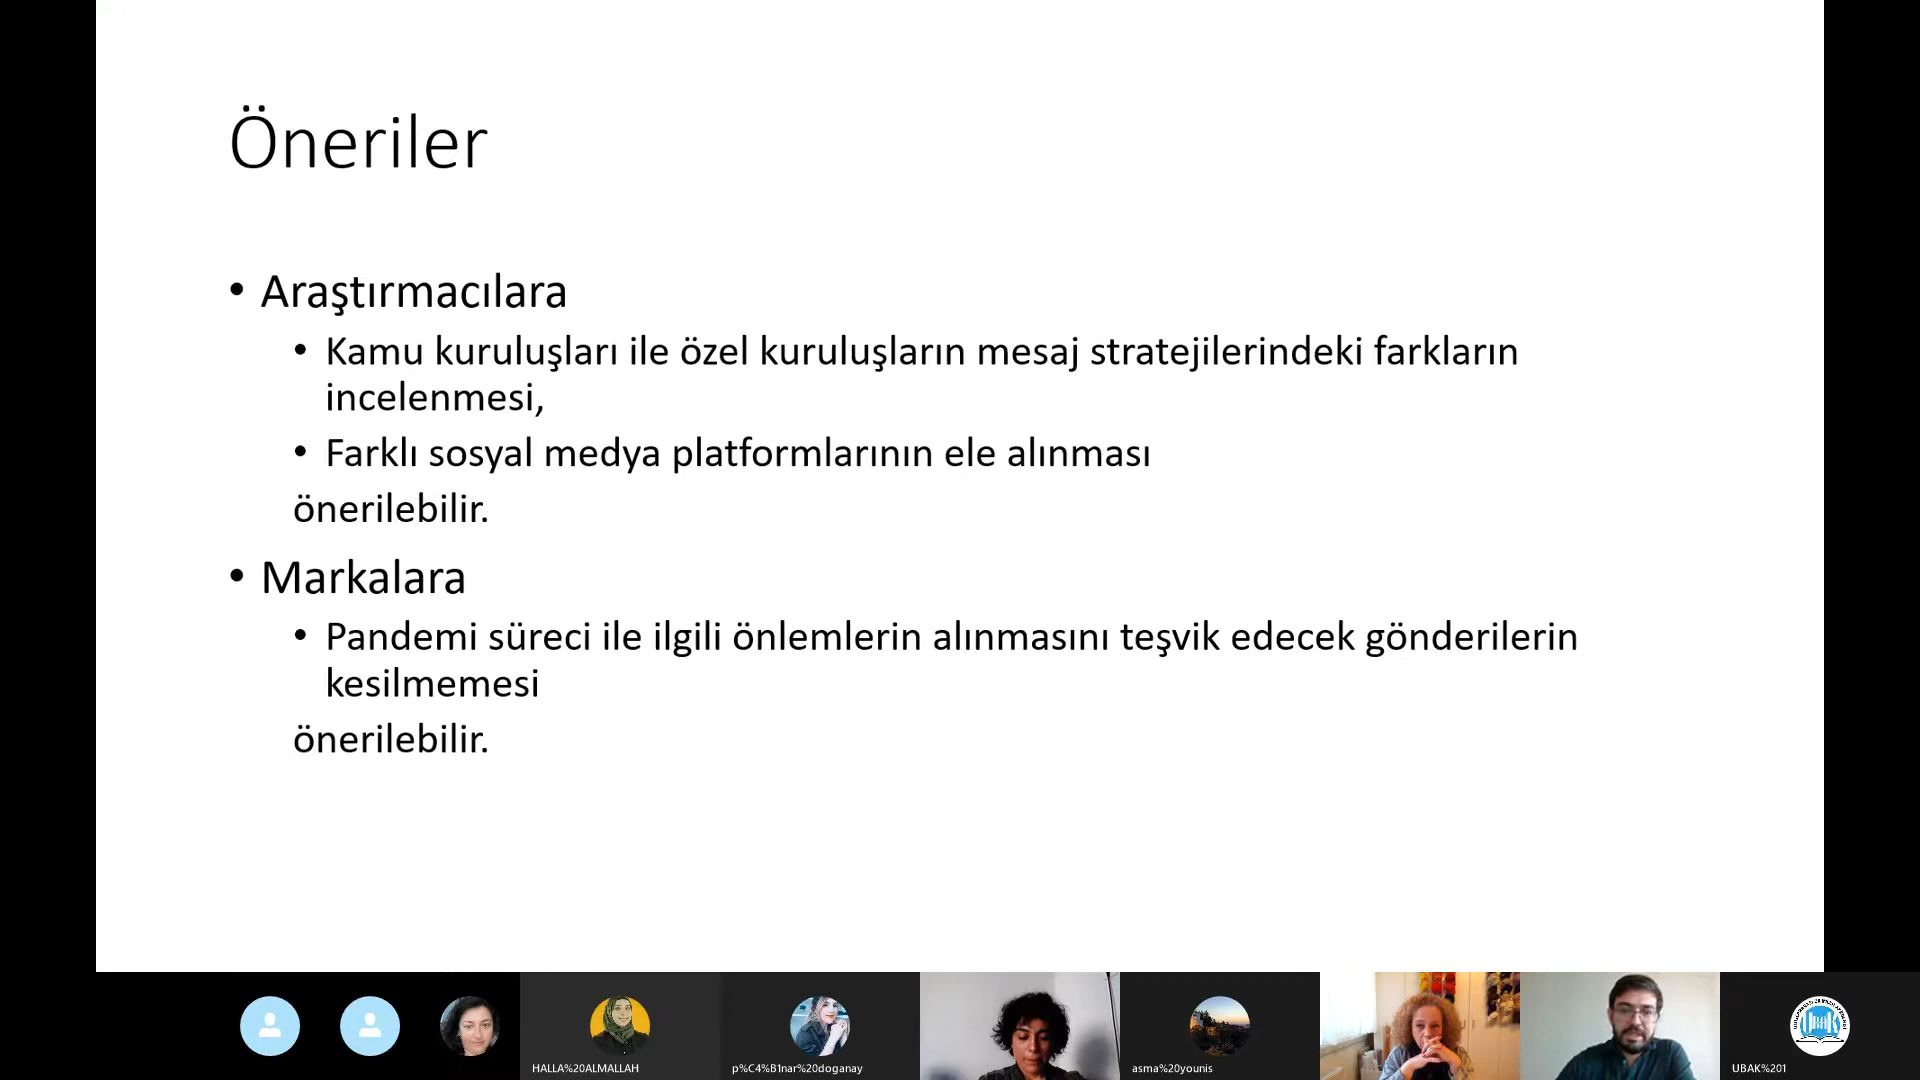 Öneriler
• Araştırmacılara
• Kamu kuruluşları ile özel kuruluşların mesaj stratejilerindeki farkların
incelenmesi,
• Farklı sosyal medya platformlarının ele alınması
önerilebilir.
• Markalara
• Pandemi süreci ile ilgili önlemlerin alınmasını teşvik edecek gönderilerin
kesilmemesi
önerilebilir.
HALLA%20ALMALLAH
p%C4%B1nar%20doganay
asma%20younis
UBAK%201
UBAK